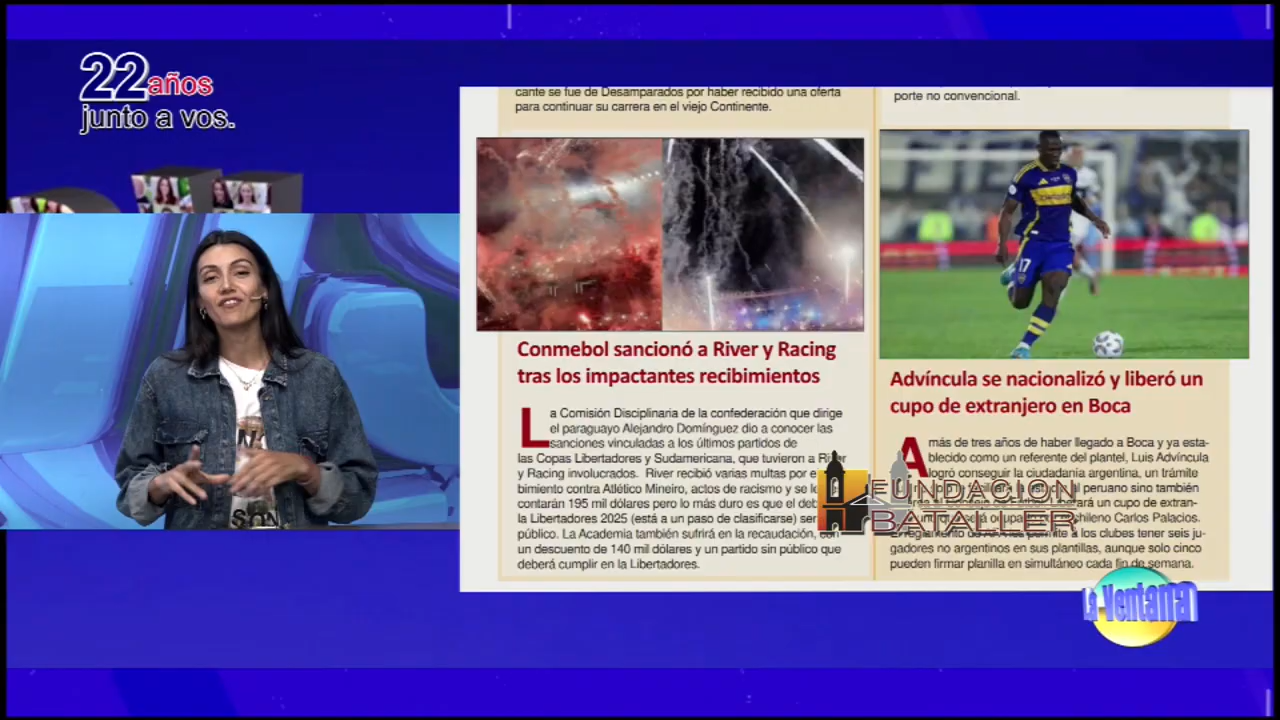 22 años
junto a vos.
cante se fue de Desamparados por haber recibido una oferta
para continuar su carrera en el viejo Continente.
porte no convencional.
Conmebol sancionó a River y Racing
tras los impactantes recibimientos
La Comisión Disciplinaria de la confederación que dirige
el paraguayo Alejandro Domínguez dio a conocer las
sanciones vinculadas a los últimos partidos de
las Copas Libertadores y Sudamericana, que tuvieron a River
y Racing involucrados. River recibió varias multas por e
bimiento contra Atlético Mineiro, actos de racismo y se le
contarán 195 mil dólares pero lo más duro es que el deb
la Libertadores 2025 (está a un paso de clasificarse) ser
público. La Academia también sufrirá en la recaudación, con
un descuento de 140 mil dólares y un partido sin público que
deberá cumplir en la Libertadores.
17
Advíncula se nacionalizó y liberó un
cupo de extranjero en Boca
A más de tres años de haber llegado a Boca y ya esta-
blecido como un referente del plantel, Luis Advíncula
logró conseguir la ciudadanía argentina, un trámite
al peruano sino también
erará un cupo de extran-
chileno Carlos Palacios.
permite a los clubes tener seis ju-
gadores no argentinos en sus plantillas, aunque solo cinco
pueden firmar planilla en simultáneo cada fin de semana.
FUNDACION
BATALLER
La Ventana